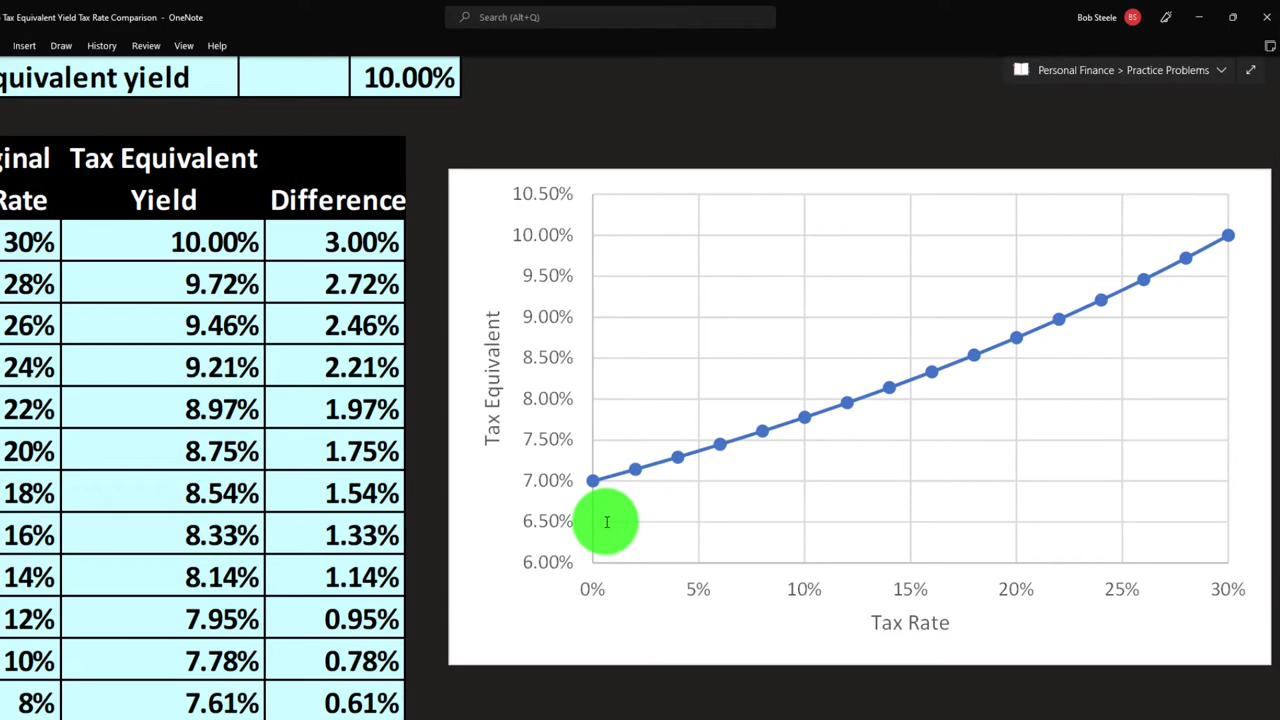 Tax Equivalent Yield Tax Rate Comparison - OneNote
Search (Alt+Q)
Bob Steele BS
Insert Draw History Review View Help
quivalent yield 10.00%
Personal Finance > Practice Problems
ginal Tax Equivalent
Rate Yield Difference
30% 10.00% 3.00%
28% 9.72% 2.72%
26% 9.46% 2.46%
24% 9.21% 2.21%
22% 8.97% 1.97%
20% 8.75% 1.75%
18% 8.54% 1.54%
16% 8.33% 1.33%
14% 8.14% 1.14%
12% 7.95% 0.95%
10% 7.78% 0.78%
8% 7.61% 0.61%
10.50%
10.00%
9.50%
9.00%
8.50%
8.00%
7.50%
7.00%
6.50%
6.00%
Tax Equivalent
0% 5% 10% 15% 20% 25% 30%
Tax Rate